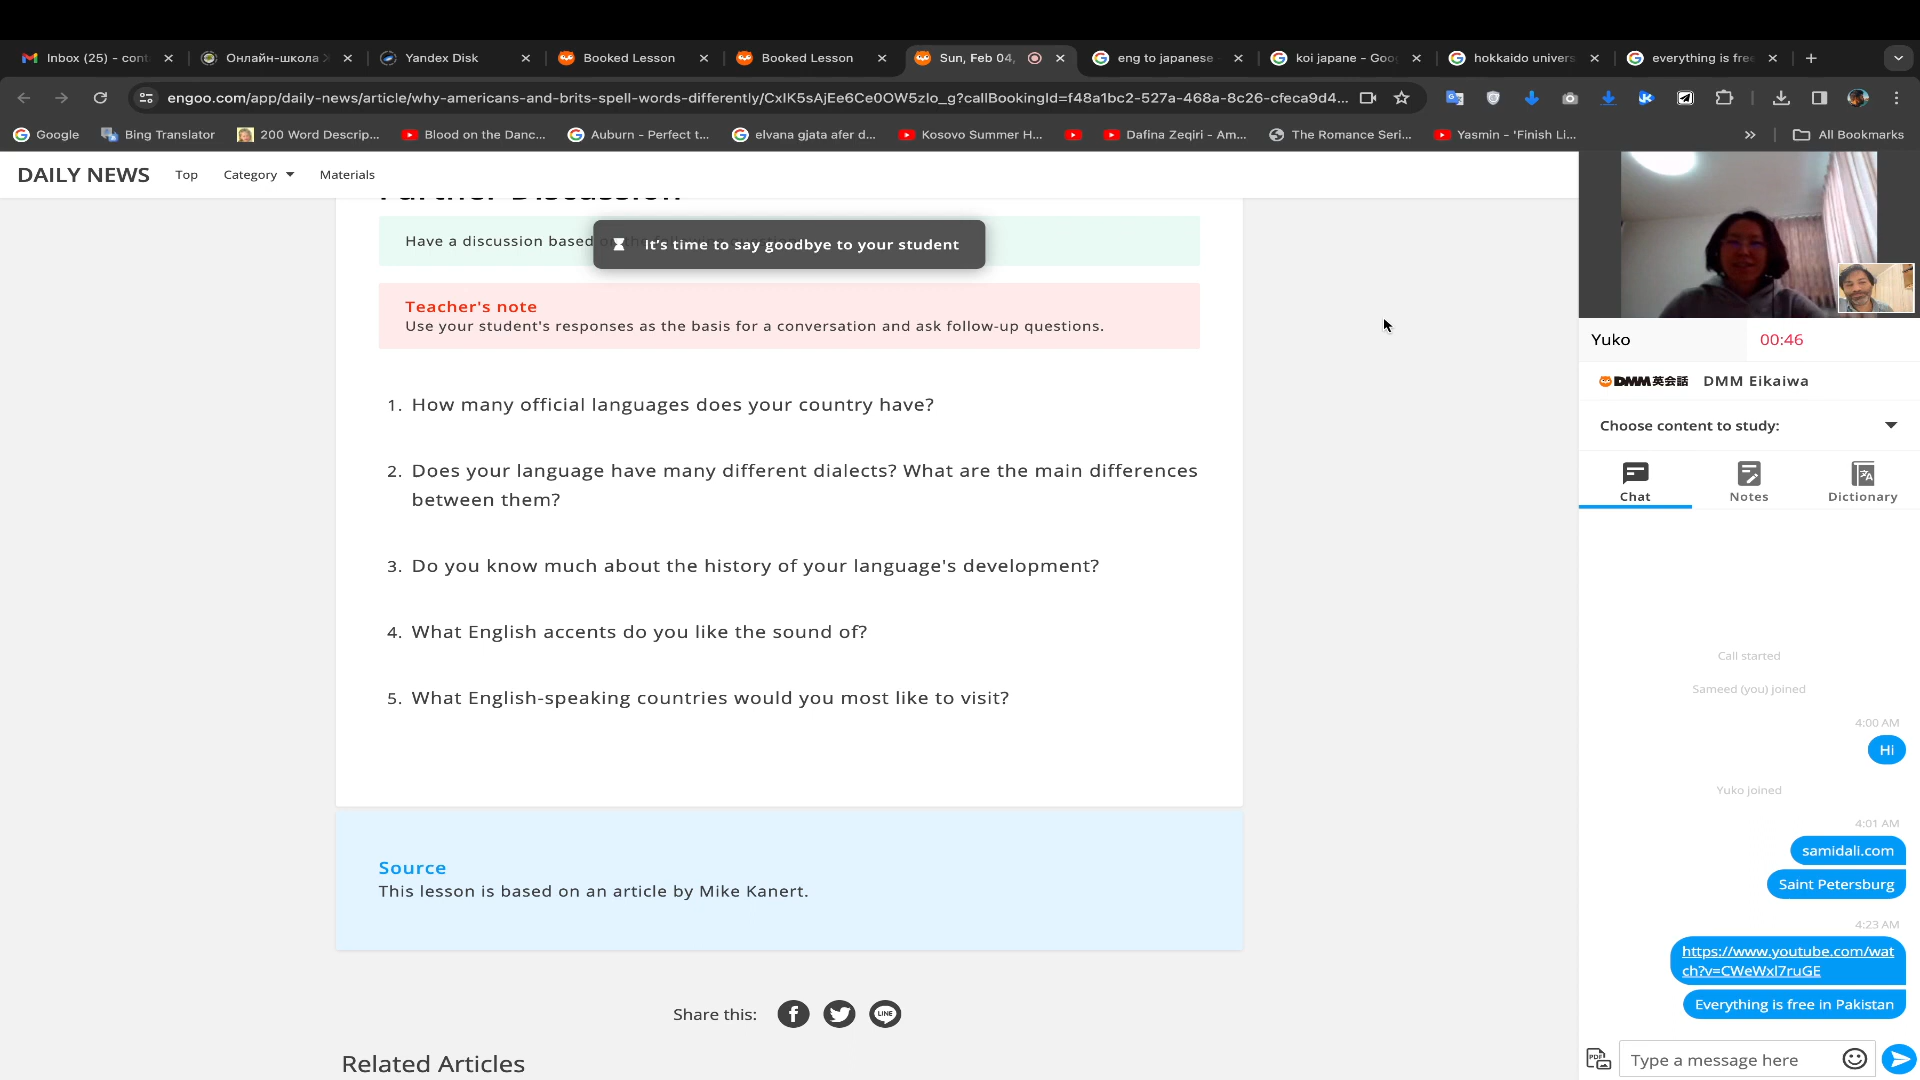 Inbox (25) - cont
Онлайн-школа
Yandex Disk
Booked Lesson
Booked Lesson
Sun, Feb 04,
eng to japanese
koi japane - Goo
hokkaido univers
everything is free
engoo.com/app/daily-news/article/why-americans-and-brits-spell-words-differently/CxlK5sAjEe6Ce0OW5zlo_g?callBookingId=f48a1bc2-527a-468a-8c26-cfeca9d4...
Google
Bing Translator
200 Word Descrip...
Blood on the Danc...
Auburn - Perfect t...
elvana gjata afer d...
Kosovo Summer H...
Dafina Zeqiri - Am...
The Romance Seri...
Yasmin - 'Finish Li...
All Bookmarks
DAILY NEWS
Top
Category
Materials
Further Discussion
Have a discussion based
It's time to say goodbye to your student
Teacher's note
Use your student's responses as the basis for a conversation and ask follow-up questions.
1. How many official languages does your country have?
2. Does your language have many different dialects? What are the main differences
between them?
3. Do you know much about the history of your language's development?
4. What English accents do you like the sound of?
5. What English-speaking countries would you most like to visit?
Source
This lesson is based on an article by Mike Kanert.
Share this:
LINE
Related Articles
Yuko
00:46
DMM英会話 DMM Eikaiwa
Choose content to study:
Chat
Notes
Dictionary
Call started
Sameed (you) joined
4:00 AM
Hi
Yuko joined
4:01 AM
samidali.com
Saint Petersburg
4:23 AM
https://www.youtube.com/wat
ch?v=CWeWxl7ruGE
Everything is free in Pakistan
PDF
Type a message here